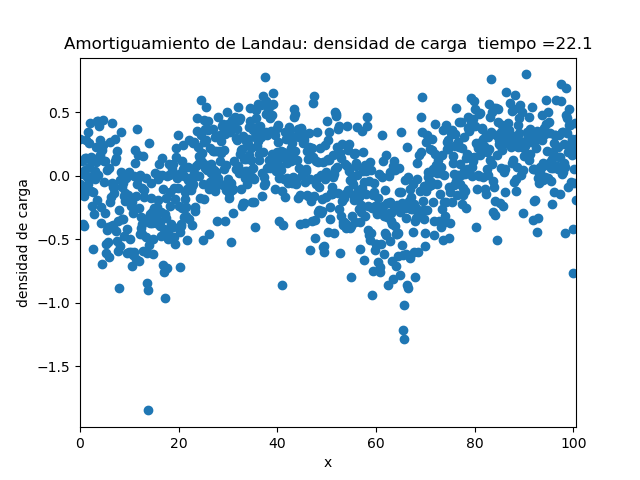 Amortiguamiento de Landau: densidad de carga  tiempo =22.1
densidad de carga
0.5
0.0
−0.5
−1.0
−1.5
0 20 40 60 80 100
x